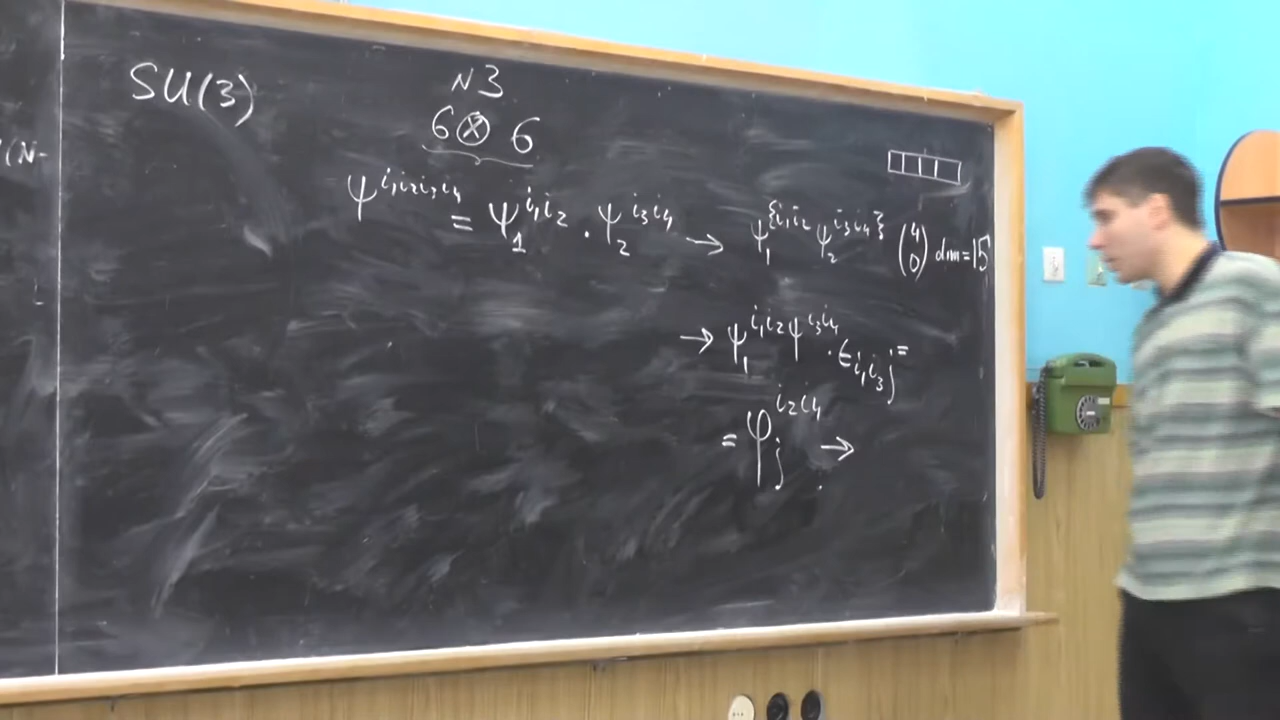 SU(3)
N3
6 ⊗ 6
(N-
ψ^{i₁i₂i₃i₄} = ψ₁^{i₁i₂} · ψ₂^{i₃i₄} → ψ₁^{{i₁i₂} ψ₂^{i₃i₄}} (4 0) dim=15
→ ψ₁^{i₁i₂} ψ^{i₃i₄} · ϵ_{i₁i₃j} =
= φ_j^{i₂i₄} →